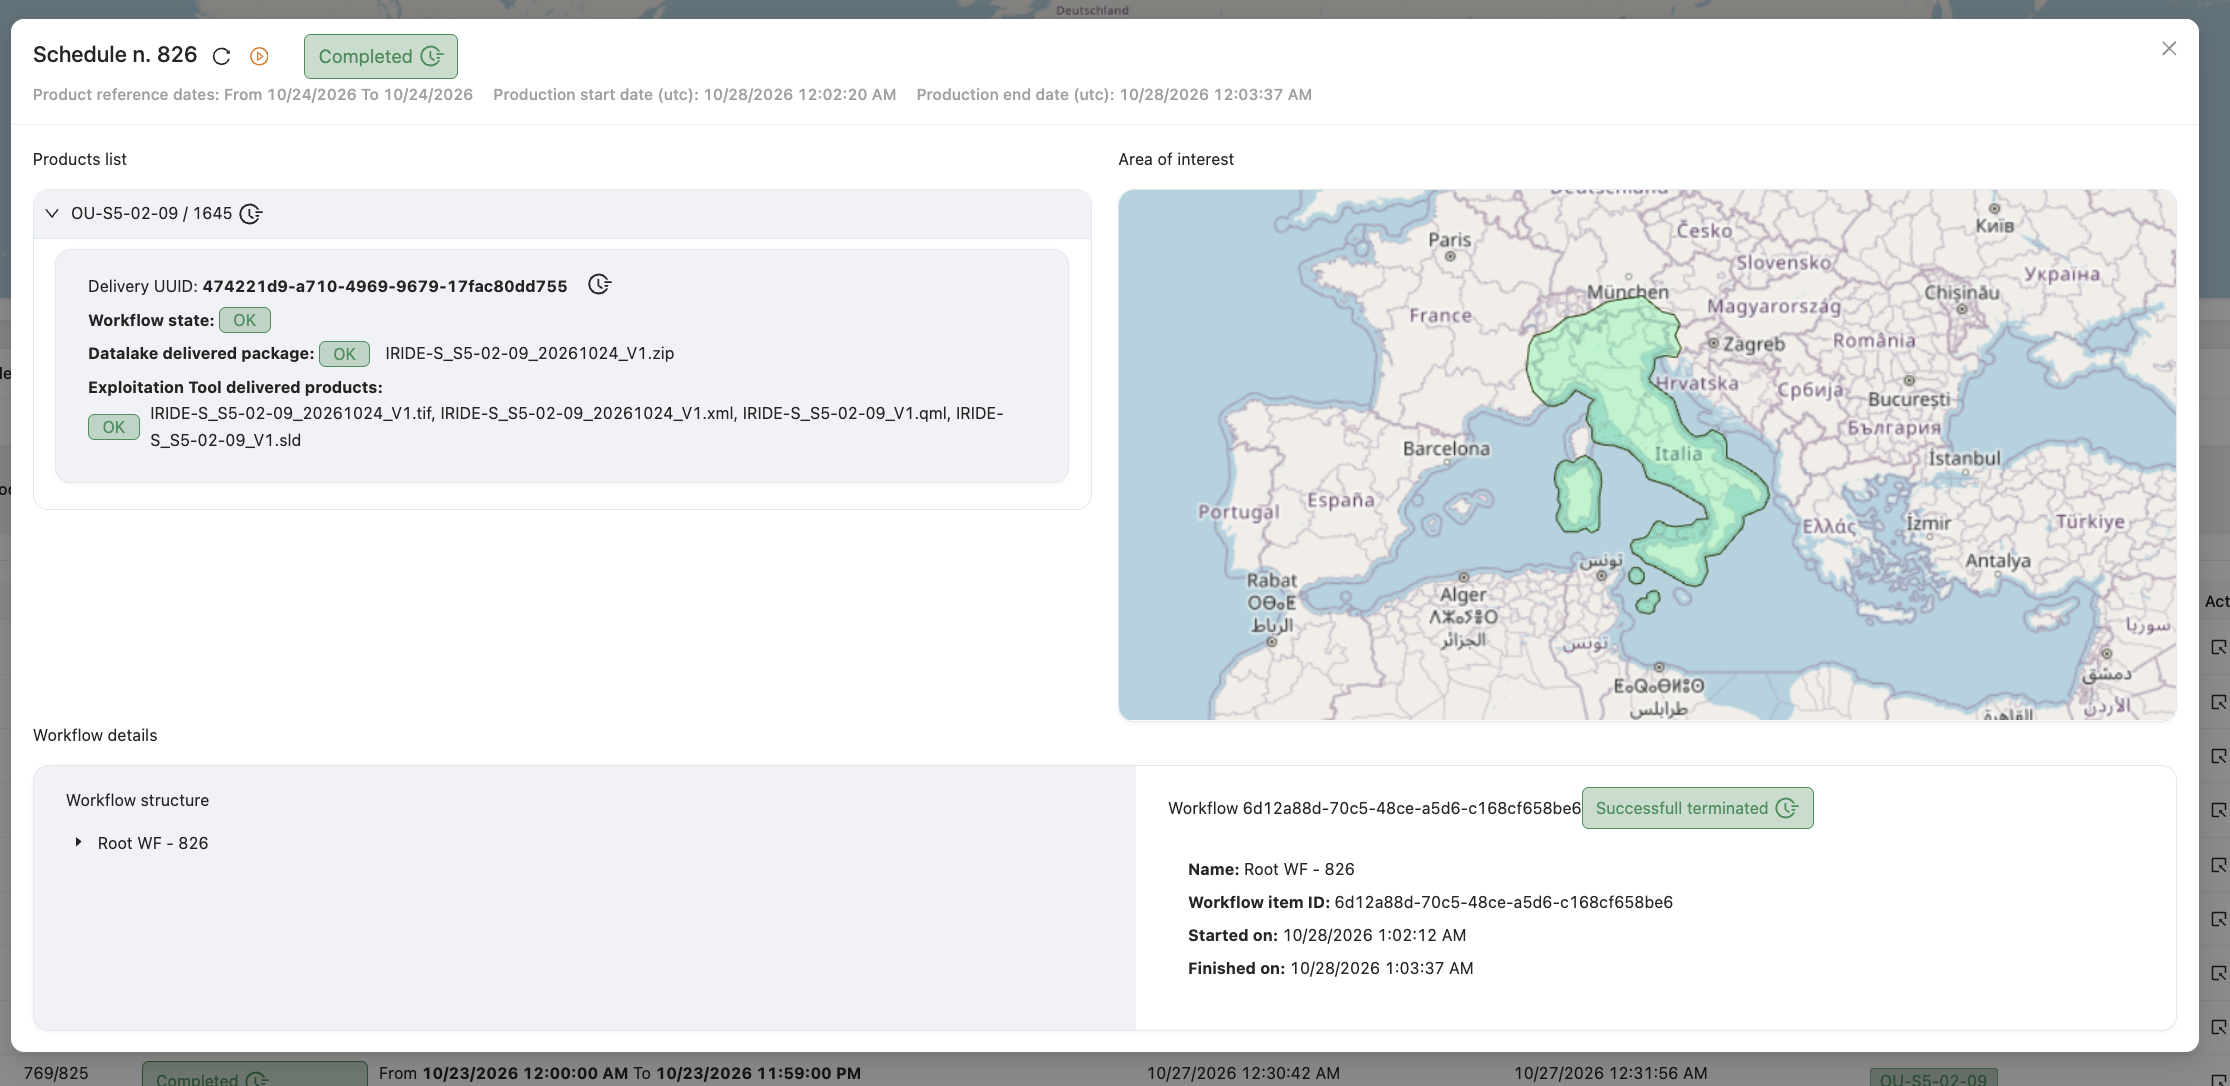 Deutschland
Schedule n. 826 Completed
Product reference dates: From 10/24/2026 To 10/24/2026 Production start date (utc): 10/28/2026 12:02:20 AM Production end date (utc): 10/28/2026 12:03:37 AM
Products list
OU-S5-02-09 / 1645
Delivery UUID: 474221d9-a710-4969-9679-17fac80dd755
Workflow state: OK
Datalake delivered package: OK IRIDE-S_S5-02-09_20261024_V1.zip
Exploitation Tool delivered products:
OK IRIDE-S_S5-02-09_20261024_V1.tif, IRIDE-S_S5-02-09_20261024_V1.xml, IRIDE-S_S5-02-09_V1.qml, IRIDE-
S_S5-02-09_V1.sld
Area of interest
Deutschland
Česko
Київ
Paris
Slovensko
Україна
München
Chișinău
Magyarország
France
Zagreb
România
Hrvatska
Србија
București
България
Barcelona
Italia
İstanbul
España
Portugal
Ελλάς
İzmir
Türkiye
تونس
Antalya
Rabat
ⵔⴱⴰⵟ
الرباط
Alger
ⴷⵣⴰⵢⵔ
الجزائر
تونس
سوريا
دمشق
طرابلس
القاهرة
الأردن
Workflow details
Workflow structure
Root WF - 826
Workflow 6d12a88d-70c5-48ce-a5d6-c168cf658be6 Successfull terminated
Name: Root WF - 826
Workflow item ID: 6d12a88d-70c5-48ce-a5d6-c168cf658be6
Started on: 10/28/2026 1:02:12 AM
Finished on: 10/28/2026 1:03:37 AM
Act
769/825 Completed From 10/23/2026 12:00:00 AM To 10/23/2026 11:59:00 PM 10/27/2026 12:30:42 AM 10/27/2026 12:31:56 AM OU-S5-02-09